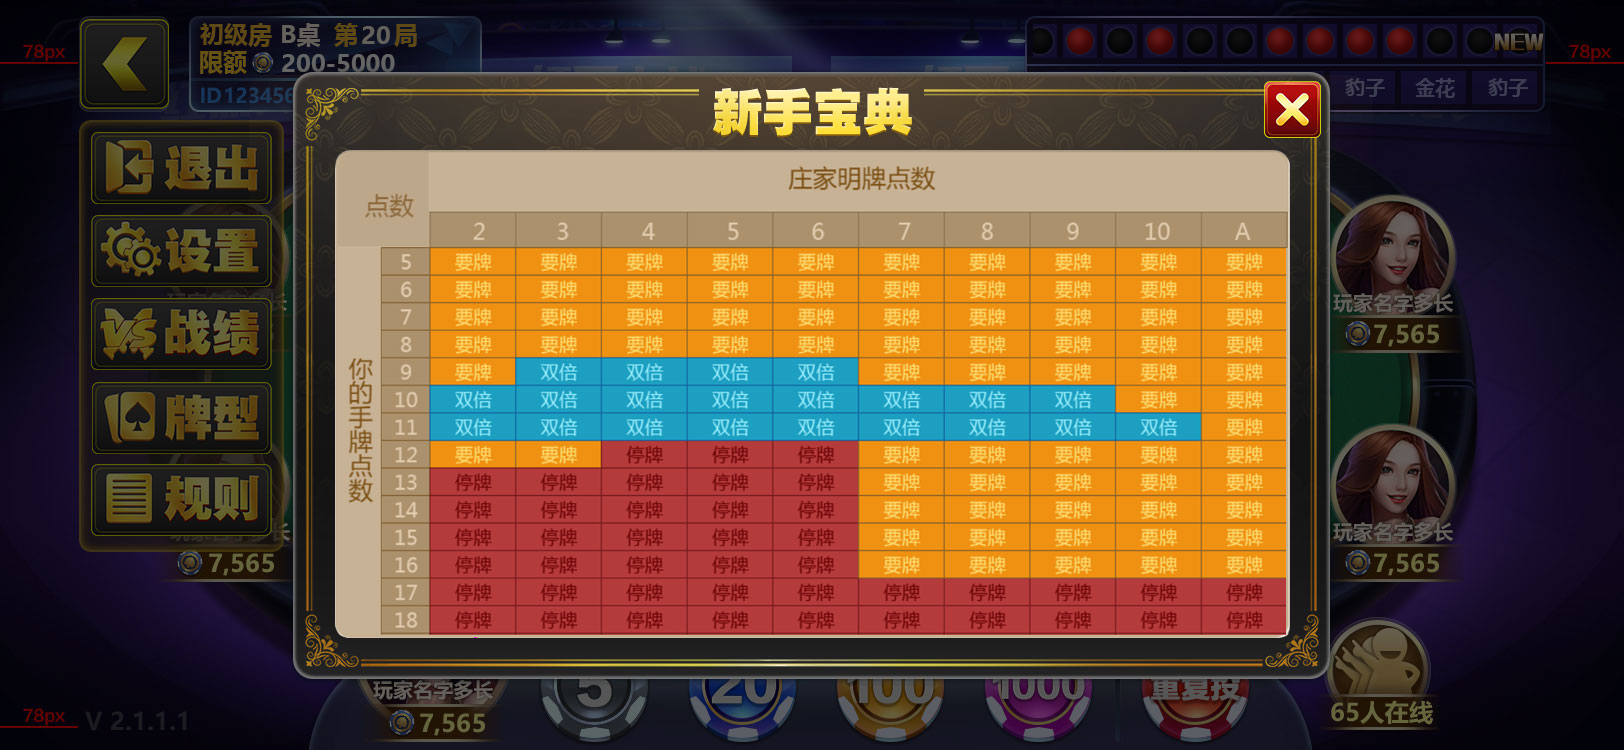 78px
78px
初级房 B桌 第20局
限额 200-5000
ID123456
NEW
豹子 金花 豹子
新手宝典
退出
设置
战绩
牌型
规则
庄家明牌点数
点数
2 3 4 5 6 7 8 9 10 A
你的手牌点数
5 要牌 要牌 要牌 要牌 要牌 要牌 要牌 要牌 要牌 要牌
6 要牌 要牌 要牌 要牌 要牌 要牌 要牌 要牌 要牌 要牌
7 要牌 要牌 要牌 要牌 要牌 要牌 要牌 要牌 要牌 要牌
8 要牌 要牌 要牌 要牌 要牌 要牌 要牌 要牌 要牌 要牌
9 要牌 双倍 双倍 双倍 双倍 要牌 要牌 要牌 要牌 要牌
10 双倍 双倍 双倍 双倍 双倍 双倍 双倍 双倍 要牌 要牌
11 双倍 双倍 双倍 双倍 双倍 双倍 双倍 双倍 双倍 要牌
12 要牌 要牌 停牌 停牌 停牌 要牌 要牌 要牌 要牌 要牌
13 停牌 停牌 停牌 停牌 停牌 要牌 要牌 要牌 要牌 要牌
14 停牌 停牌 停牌 停牌 停牌 要牌 要牌 要牌 要牌 要牌
15 停牌 停牌 停牌 停牌 停牌 要牌 要牌 要牌 要牌 要牌
16 停牌 停牌 停牌 停牌 停牌 要牌 要牌 要牌 要牌 要牌
17 停牌 停牌 停牌 停牌 停牌 停牌 停牌 停牌 停牌 停牌
18 停牌 停牌 停牌 停牌 停牌 停牌 停牌 停牌 停牌 停牌
玩家名字多长
7,565
玩家名字多长
7,565
玩家名字多长
7,565
玩家名字多长
7,565
5
20
100
1000
重复投
65人在线
78px
V 2.1.1.1